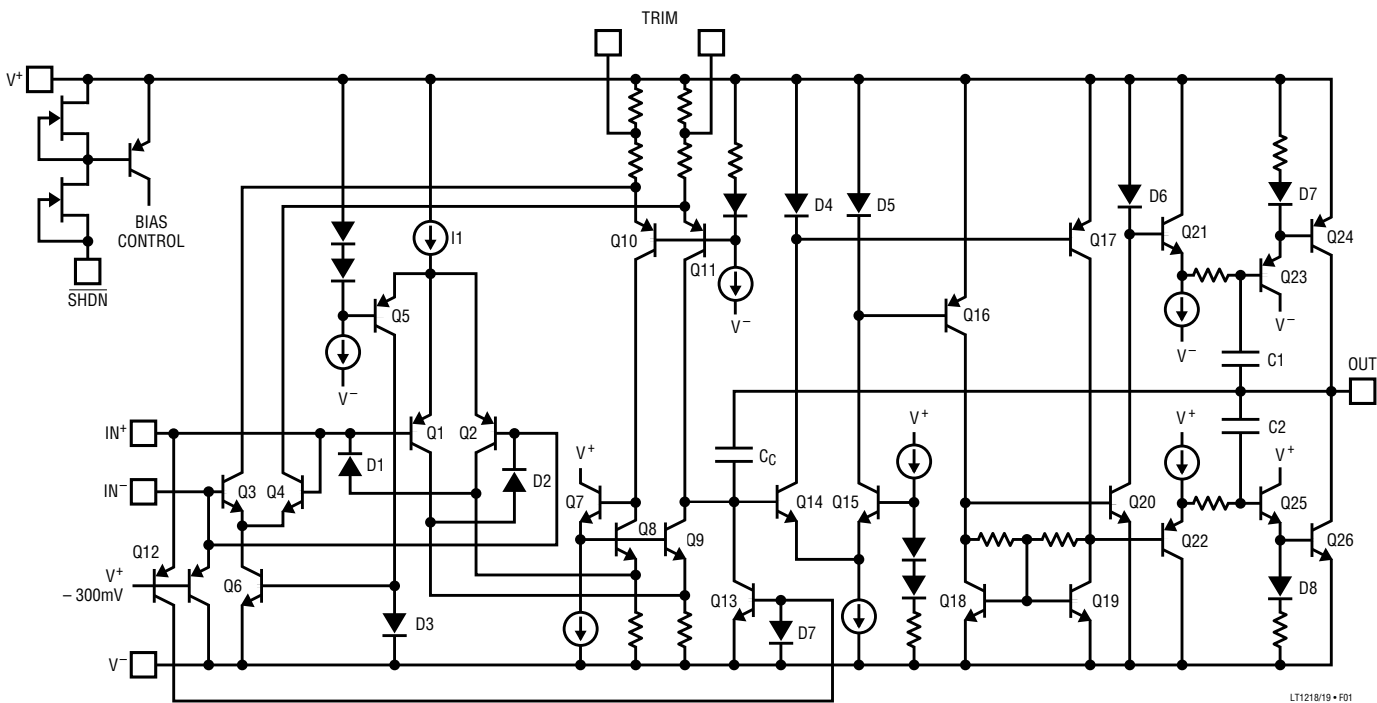 TRIM
V+
D4
D5
D6
D7
Q21
Q24
Q10
Q11
Q17
I1
BIAS
CONTROL
SHDN
Q23
Q5
V−
V−
V−
V−
Q16
C1
OUT
IN+
Q1
Q2
V+
V+
C2
V+
D1
D2
CC
V+
IN−
Q3
Q4
Q7
Q8
Q9
Q14
Q15
Q20
Q25
Q22
Q26
Q12
V+
– 300mV
Q6
D3
Q13
D7
Q18
Q19
D8
V−
LT1218/19 • F01